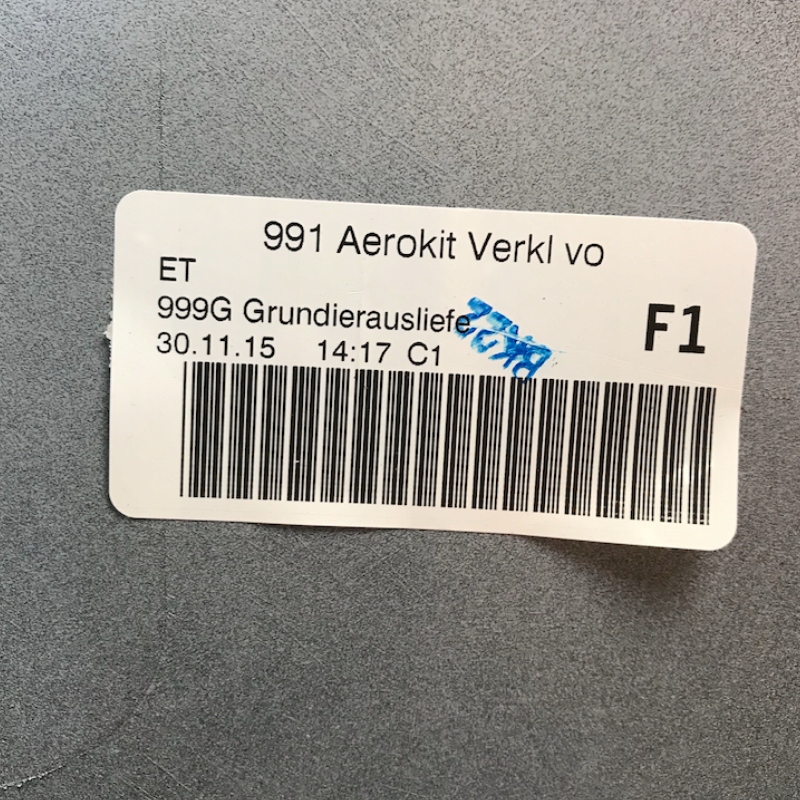 991 Aerokit Verkl vo
ET
999G Grundierausliefe
F1
30.11.15 14:17 C1